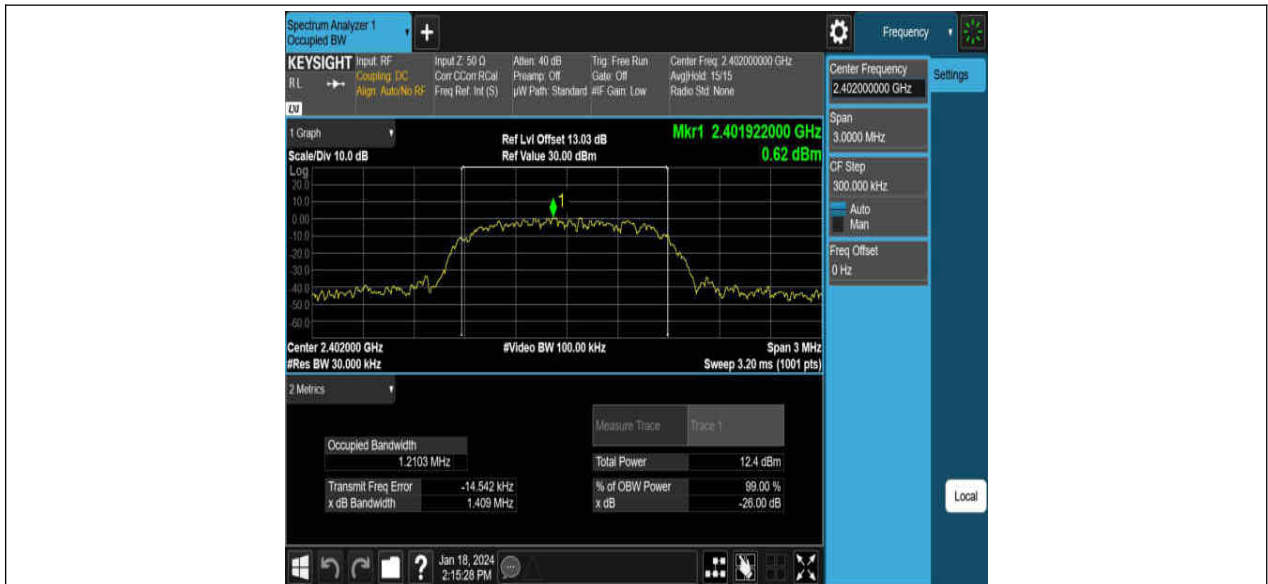 Spectrum Analyzer 1
Occupied BW
+
Frequency
KEYSIGHT Input: RF Input Z: 50 Ω Atten: 40 dB Trig: Free Run Center Freq: 2.402000000 GHz
RL Coupling: DC Corr CCorr RCal Preamp: Off Gate: Off Avg|Hold: 15/15
Align: Auto/No RF Freq Ref: Int (S) µW Path: Standard #IF Gain: Low Radio Std: None
LXI
Center Frequency
2.402000000 GHz
Settings
Span
3.0000 MHz
CF Step
300.000 kHz
Auto
Man
Freq Offset
0 Hz
1 Graph
Ref Lvl Offset 13.03 dB Mkr1 2.401922000 GHz
Scale/Div 10.0 dB Ref Value 30.00 dBm 0.62 dBm
Log
20.0
10.0
1
0.00
-10.0
-20.0
-30.0
-40.0
-50.0
-60.0
Center 2.402000 GHz #Video BW 100.00 kHz Span 3 MHz
#Res BW 30.000 kHz Sweep 3.20 ms (1001 pts)
2 Metrics
Measure Trace Trace 1
Occupied Bandwidth
1.2103 MHz
Total Power 12.4 dBm
Transmit Freq Error -14.542 kHz % of OBW Power 99.00 %
x dB Bandwidth 1.409 MHz x dB -26.00 dB
Local
? Jan 18, 2024
2:15:28 PM